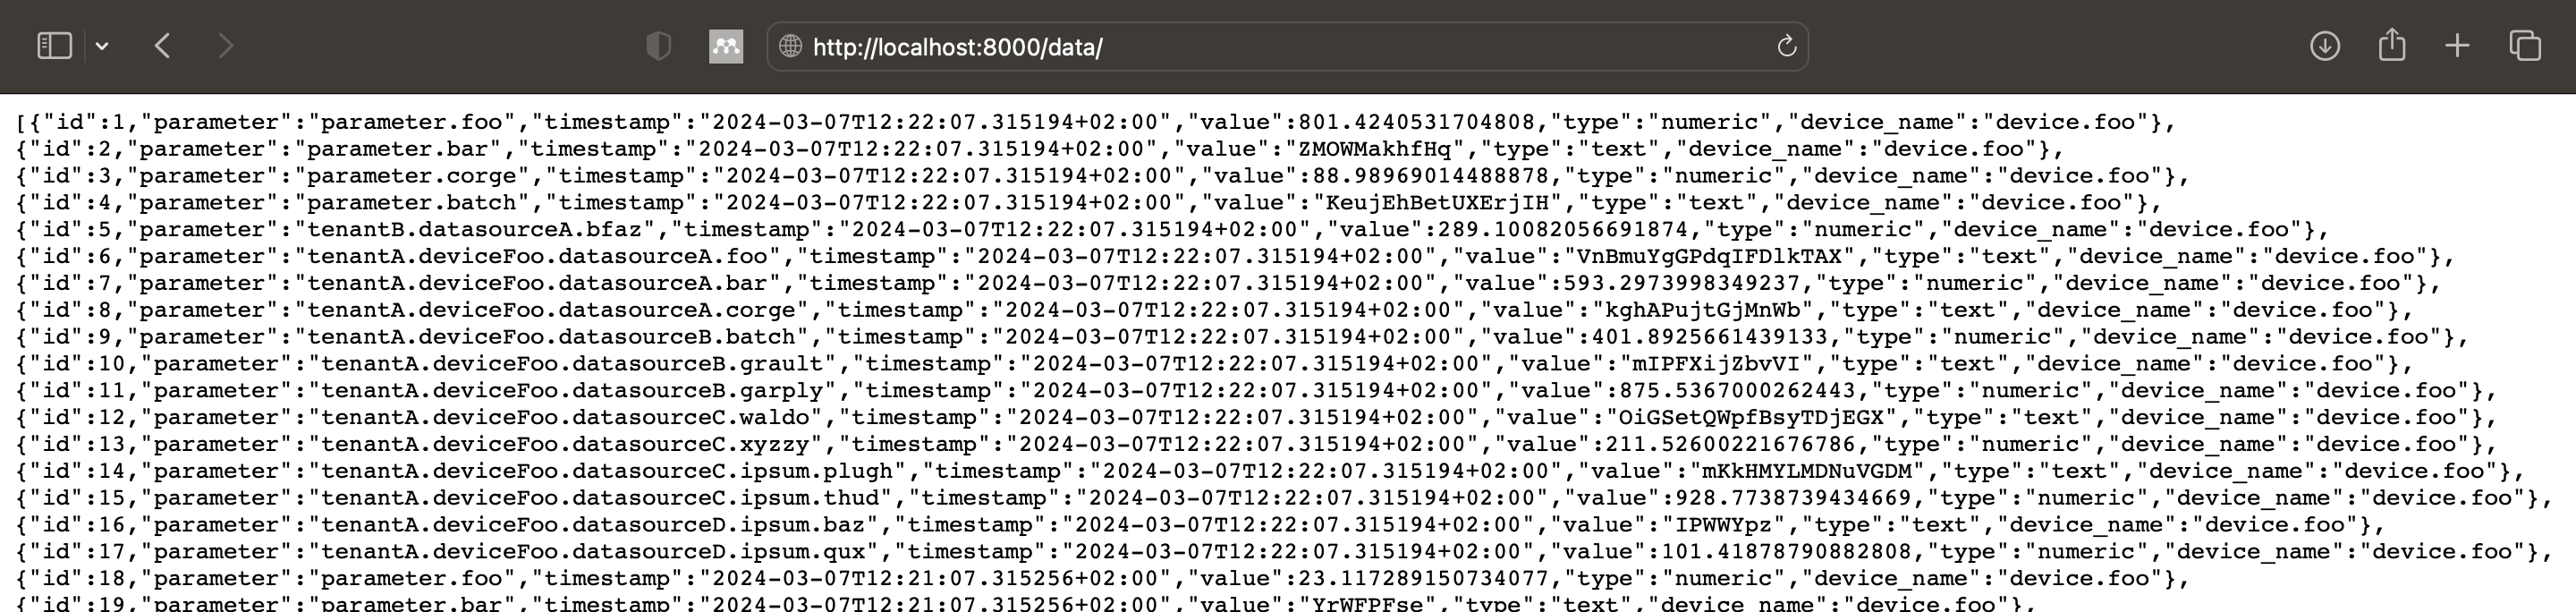 http://localhost:8000/data/
[{"id":1,"parameter":"parameter.foo","timestamp":"2024-03-07T12:22:07.315194+02:00","value":801.4240531704808,"type":"numeric","device_name":"device.foo"},
{"id":2,"parameter":"parameter.bar","timestamp":"2024-03-07T12:22:07.315194+02:00","value":"ZMOWMakhfHq","type":"text","device_name":"device.foo"},
{"id":3,"parameter":"parameter.corge","timestamp":"2024-03-07T12:22:07.315194+02:00","value":88.98969014488878,"type":"numeric","device_name":"device.foo"},
{"id":4,"parameter":"parameter.batch","timestamp":"2024-03-07T12:22:07.315194+02:00","value":"KeujEhBetUXErjIH","type":"text","device_name":"device.foo"},
{"id":5,"parameter":"tenantB.datasourceA.bfaz","timestamp":"2024-03-07T12:22:07.315194+02:00","value":289.10082056691874,"type":"numeric","device_name":"device.foo"},
{"id":6,"parameter":"tenantA.deviceFoo.datasourceA.foo","timestamp":"2024-03-07T12:22:07.315194+02:00","value":"VnBmuYgGPdqIFDlkTAX","type":"text","device_name":"device.foo"},
{"id":7,"parameter":"tenantA.deviceFoo.datasourceA.bar","timestamp":"2024-03-07T12:22:07.315194+02:00","value":593.2973998349237,"type":"numeric","device_name":"device.foo"},
{"id":8,"parameter":"tenantA.deviceFoo.datasourceA.corge","timestamp":"2024-03-07T12:22:07.315194+02:00","value":"kghAPujtGjMnWb","type":"text","device_name":"device.foo"},
{"id":9,"parameter":"tenantA.deviceFoo.datasourceB.batch","timestamp":"2024-03-07T12:22:07.315194+02:00","value":401.8925661439133,"type":"numeric","device_name":"device.foo"},
{"id":10,"parameter":"tenantA.deviceFoo.datasourceB.grault","timestamp":"2024-03-07T12:22:07.315194+02:00","value":"mIPFXijZbvVI","type":"text","device_name":"device.foo"},
{"id":11,"parameter":"tenantA.deviceFoo.datasourceB.garply","timestamp":"2024-03-07T12:22:07.315194+02:00","value":875.5367000262443,"type":"numeric","device_name":"device.foo"},
{"id":12,"parameter":"tenantA.deviceFoo.datasourceC.waldo","timestamp":"2024-03-07T12:22:07.315194+02:00","value":"OiGSetQWpfBsyTDjEGX","type":"text","device_name":"device.foo"},
{"id":13,"parameter":"tenantA.deviceFoo.datasourceC.xyzzy","timestamp":"2024-03-07T12:22:07.315194+02:00","value":211.52600221676786,"type":"numeric","device_name":"device.foo"},
{"id":14,"parameter":"tenantA.deviceFoo.datasourceC.ipsum.plugh","timestamp":"2024-03-07T12:22:07.315194+02:00","value":"mKkHMYLMDNuVGDM","type":"text","device_name":"device.foo"},
{"id":15,"parameter":"tenantA.deviceFoo.datasourceC.ipsum.thud","timestamp":"2024-03-07T12:22:07.315194+02:00","value":928.7738739434669,"type":"numeric","device_name":"device.foo"},
{"id":16,"parameter":"tenantA.deviceFoo.datasourceD.ipsum.baz","timestamp":"2024-03-07T12:22:07.315194+02:00","value":"IPWWYpz","type":"text","device_name":"device.foo"},
{"id":17,"parameter":"tenantA.deviceFoo.datasourceD.ipsum.qux","timestamp":"2024-03-07T12:22:07.315194+02:00","value":101.41878790882808,"type":"numeric","device_name":"device.foo"},
{"id":18,"parameter":"parameter.foo","timestamp":"2024-03-07T12:21:07.315256+02:00","value":23.117289150734077,"type":"numeric","device_name":"device.foo"},
{"id":19,"parameter":"parameter.bar","timestamp":"2024-03-07T12:21:07.315256+02:00","value":"YrWFPFse","type":"text","device_name":"device.foo"},